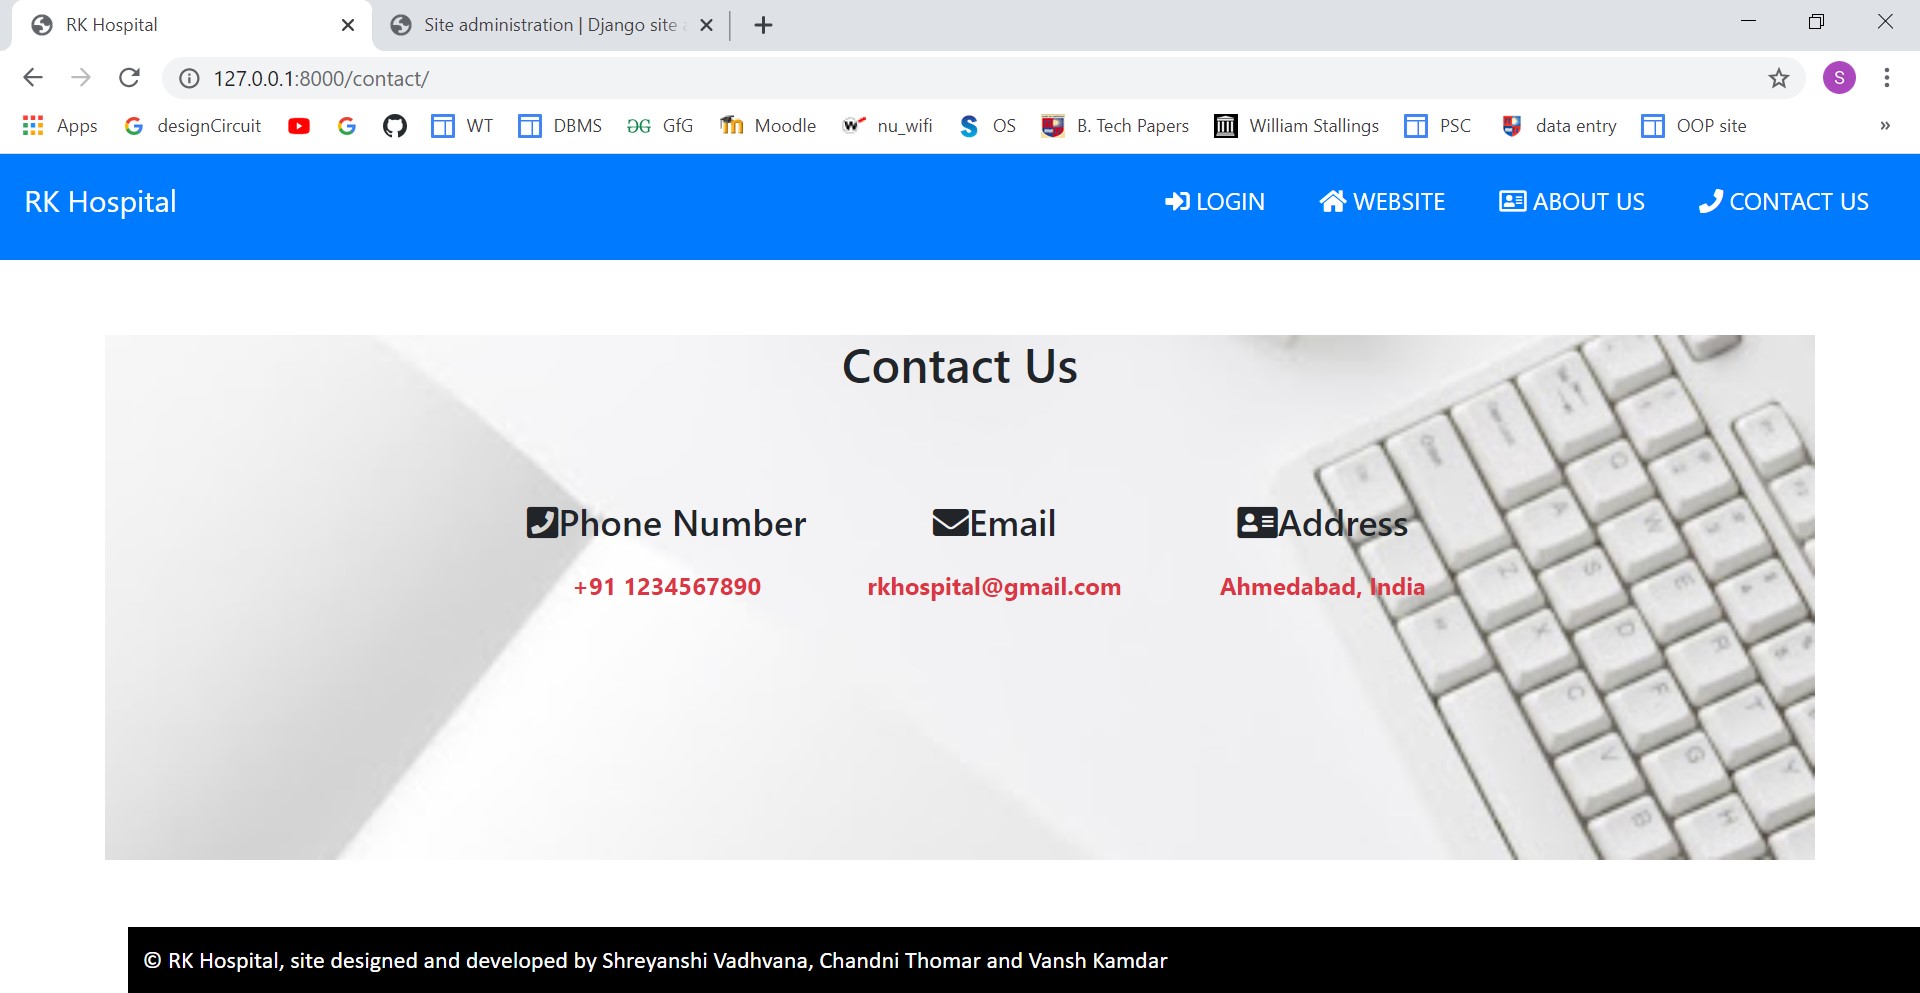 RK Hospital
Site administration | Django site
127.0.0.1:8000/contact/
Apps designCircuit WT DBMS GfG Moodle nu_wifi OS B. Tech Papers William Stallings PSC data entry OOP site »
S
RK Hospital LOGIN WEBSITE ABOUT US CONTACT US
Contact Us
Phone Number Email Address
+91 1234567890 rkhospital@gmail.com Ahmedabad, India
© RK Hospital, site designed and developed by Shreyanshi Vadhvana, Chandni Thomar and Vansh Kamdar